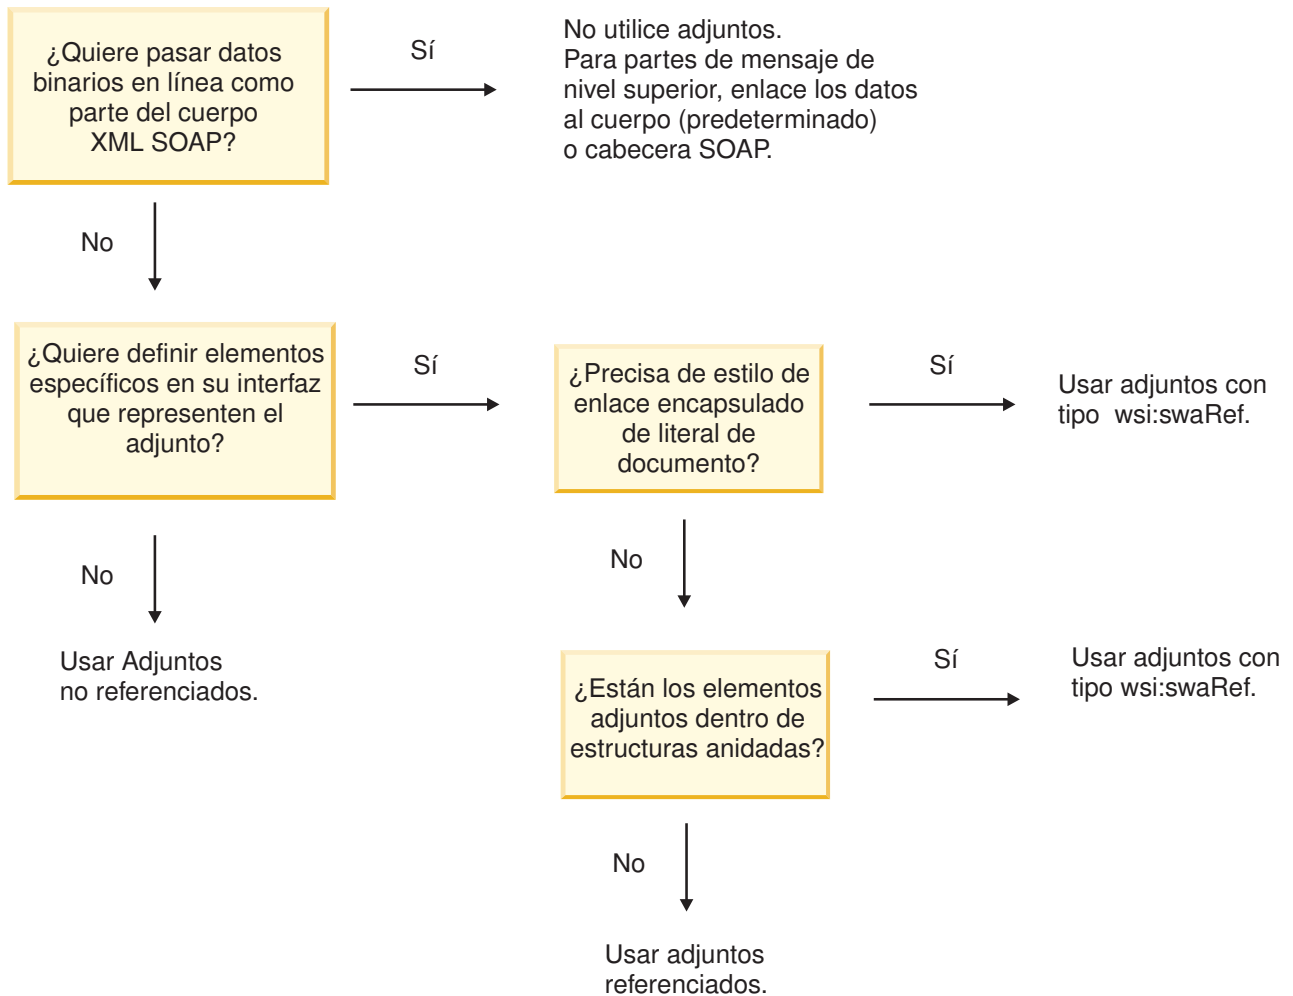 ¿Quiere pasar datos
binarios en línea como
parte del cuerpo
XML SOAP?
Sí
No utilice adjuntos.
Para partes de mensaje de
nivel superior, enlace los datos
al cuerpo (predeterminado)
o cabecera SOAP.
No
¿Quiere definir elementos
específicos en su interfaz
que representen el
adjunto?
Sí
¿Precisa de estilo de
enlace encapsulado
de literal de
documento?
Sí
Usar adjuntos con
tipo wsi:swaRef.
No
Usar Adjuntos
no referenciados.
No
¿Están los elementos
adjuntos dentro de
estructuras anidadas?
Sí
Usar adjuntos con
tipo wsi:swaRef.
No
Usar adjuntos
referenciados.